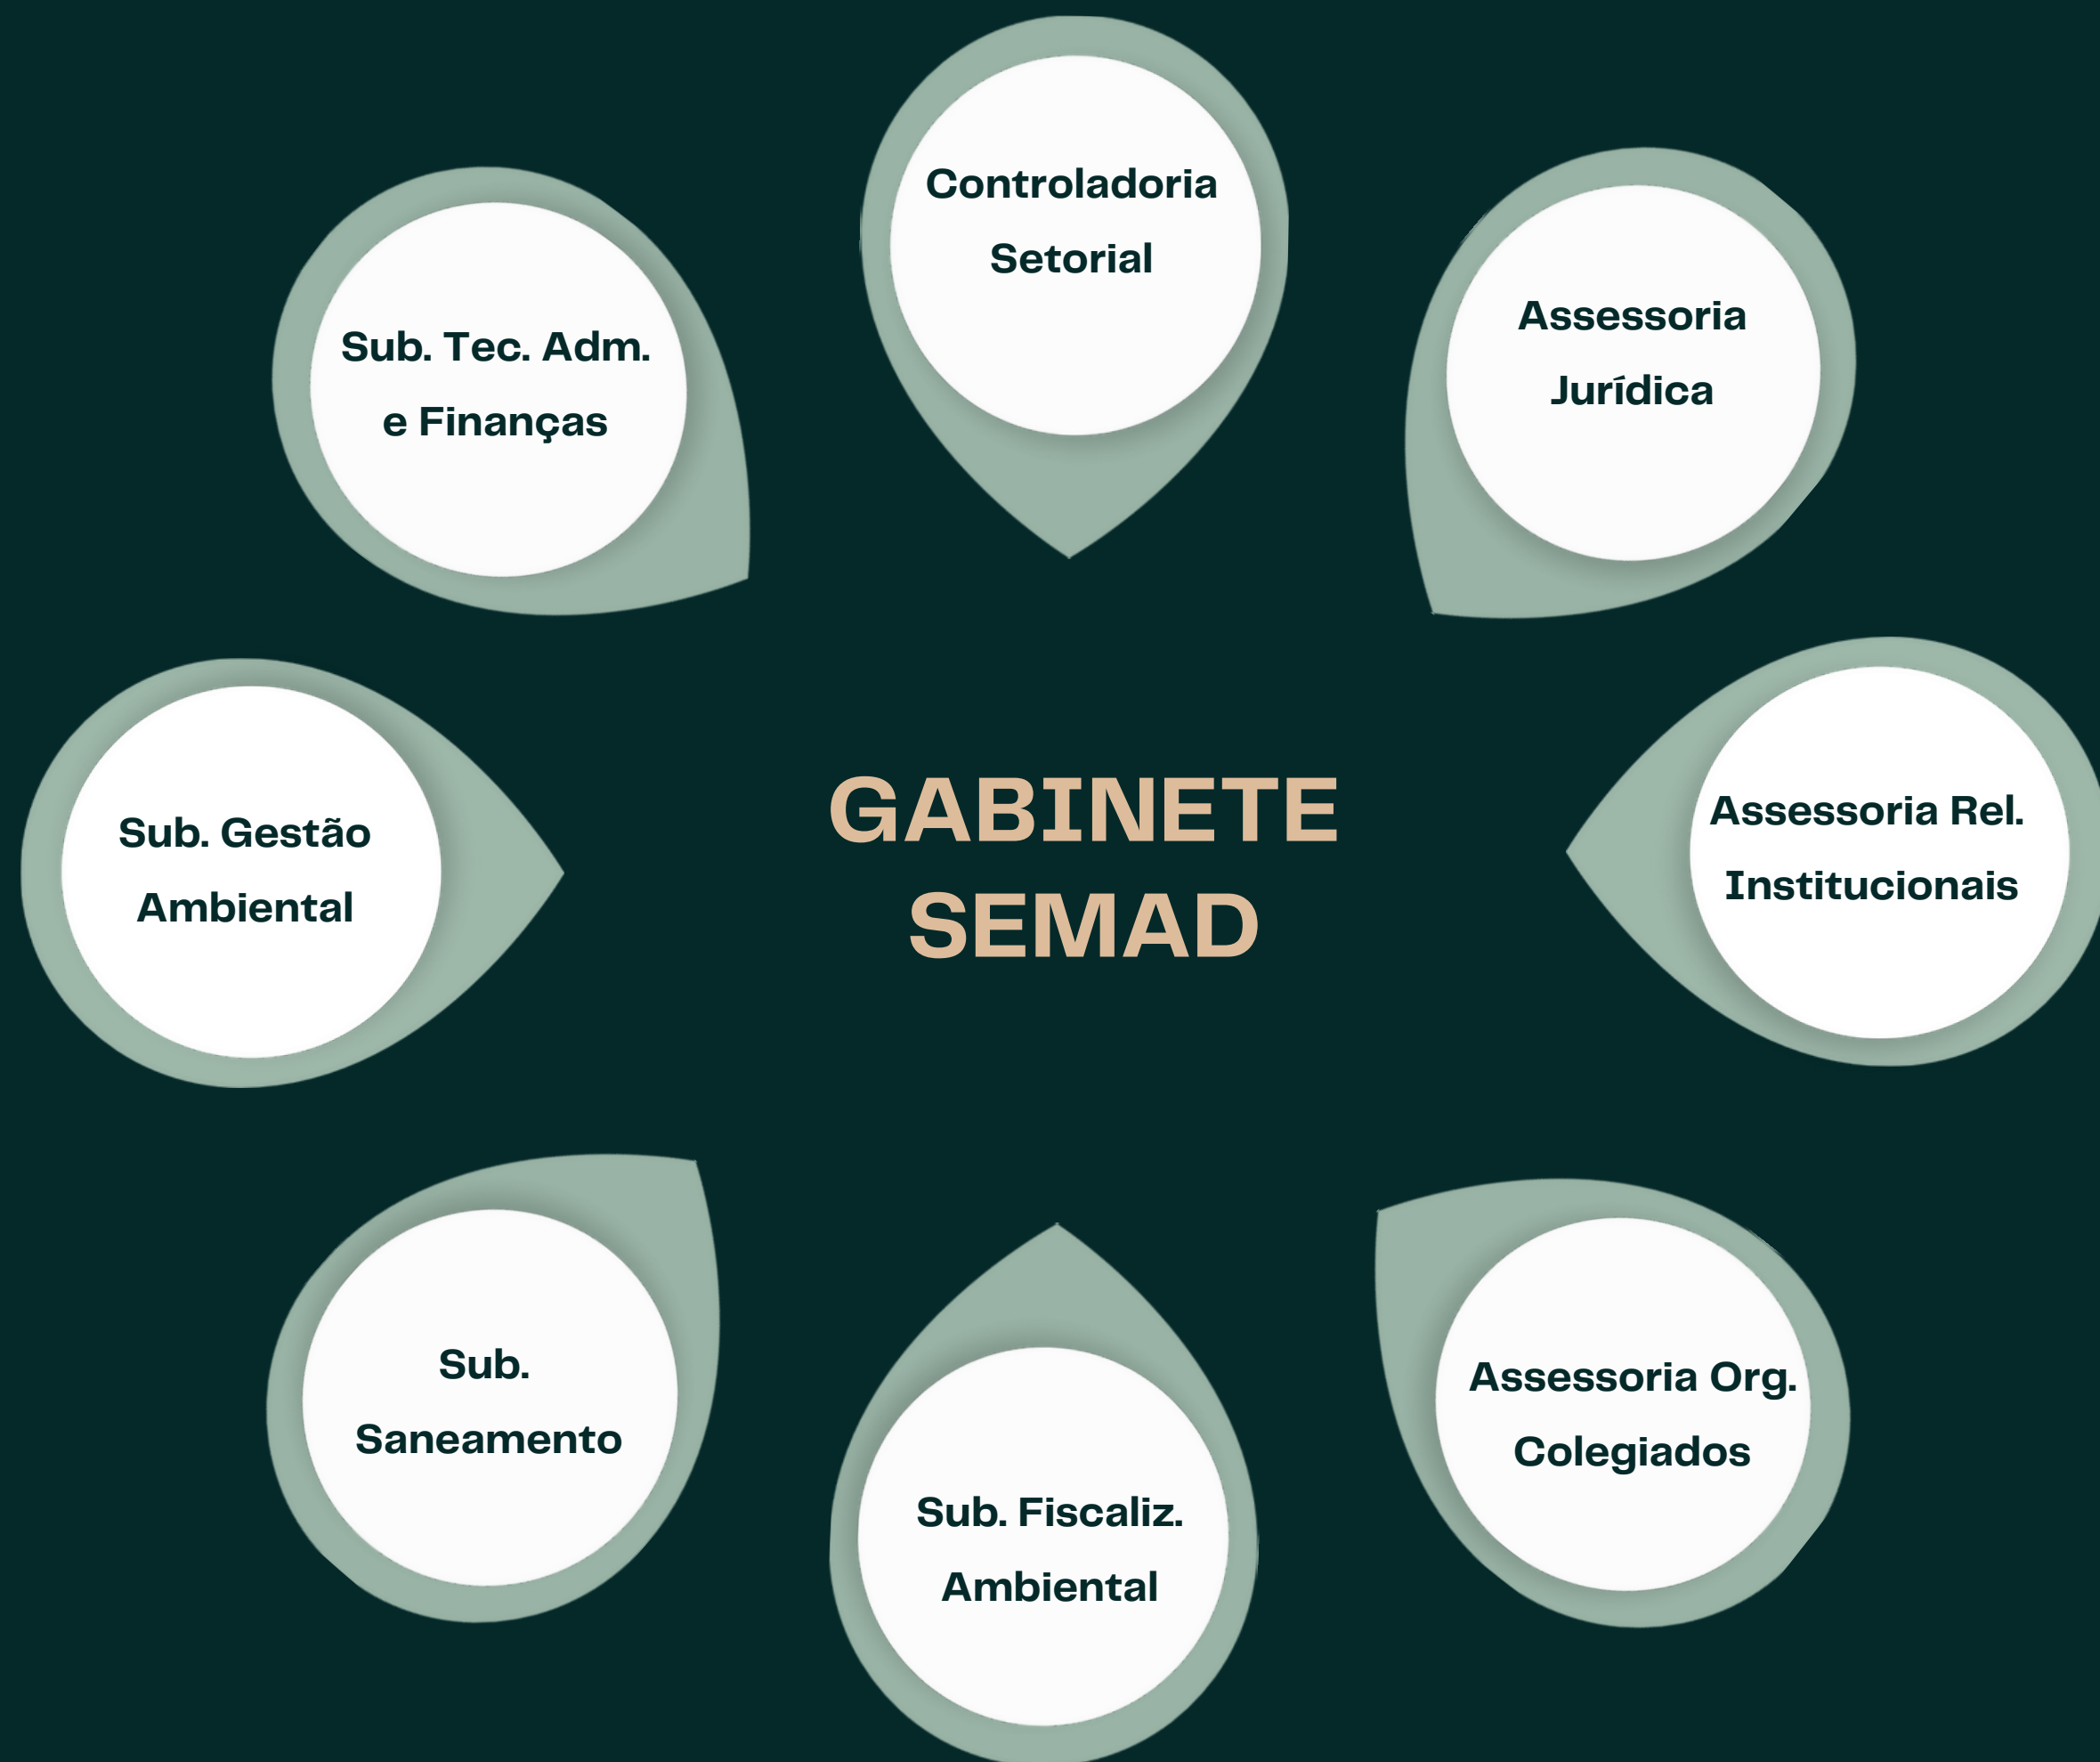 Controladoria
Setorial
Assessoria
Jurídica
Sub. Tec. Adm.
e Finanças
GABINETE
SEMAD
Assessoria Rel.
Institucionais
Sub. Gestão
Ambiental
Sub.
Saneamento
Assessoria Org.
Colegiados
Sub. Fiscaliz.
Ambiental